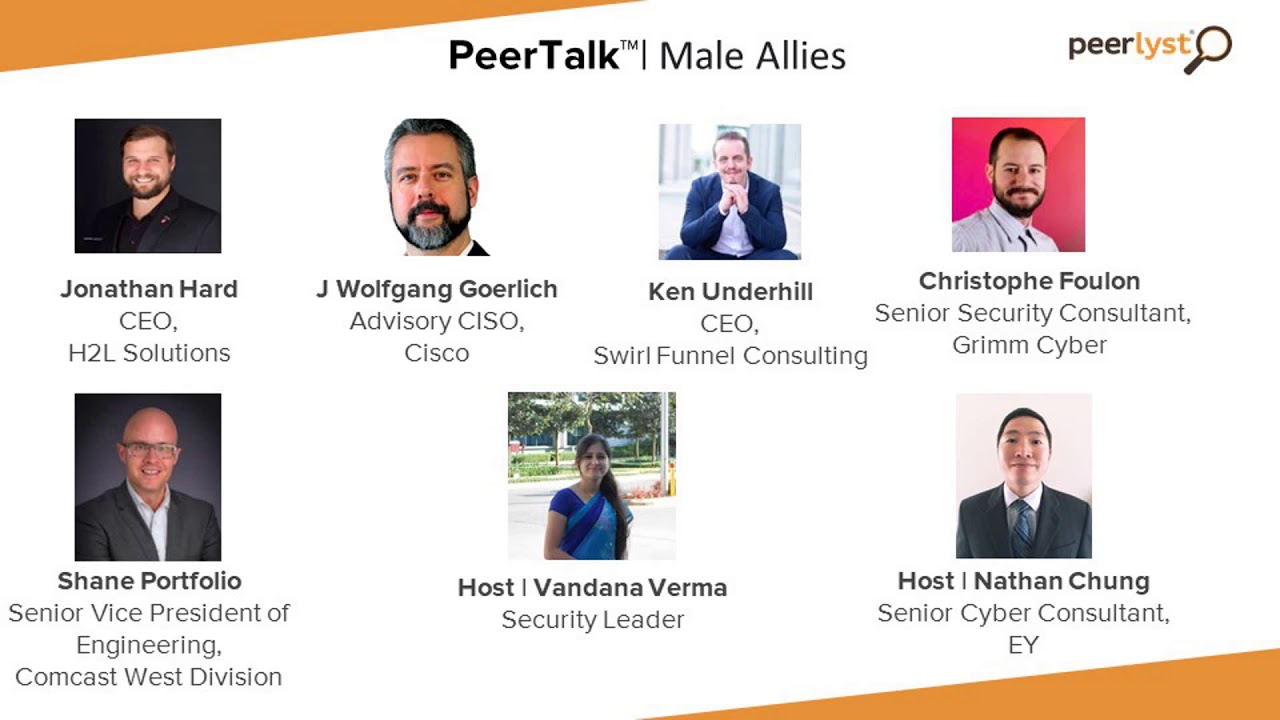 PeerTalk™| Male Allies
peerlyst®
Jonathan Hard
CEO,
H2L Solutions
J Wolfgang Goerlich
Advisory CISO,
Cisco
Ken Underhill
CEO,
Swirl Funnel Consulting
Christophe Foulon
Senior Security Consultant,
Grimm Cyber
Shane Portfolio
Senior Vice President of
Engineering,
Comcast West Division
Host | Vandana Verma
Security Leader
Host | Nathan Chung
Senior Cyber Consultant,
EY